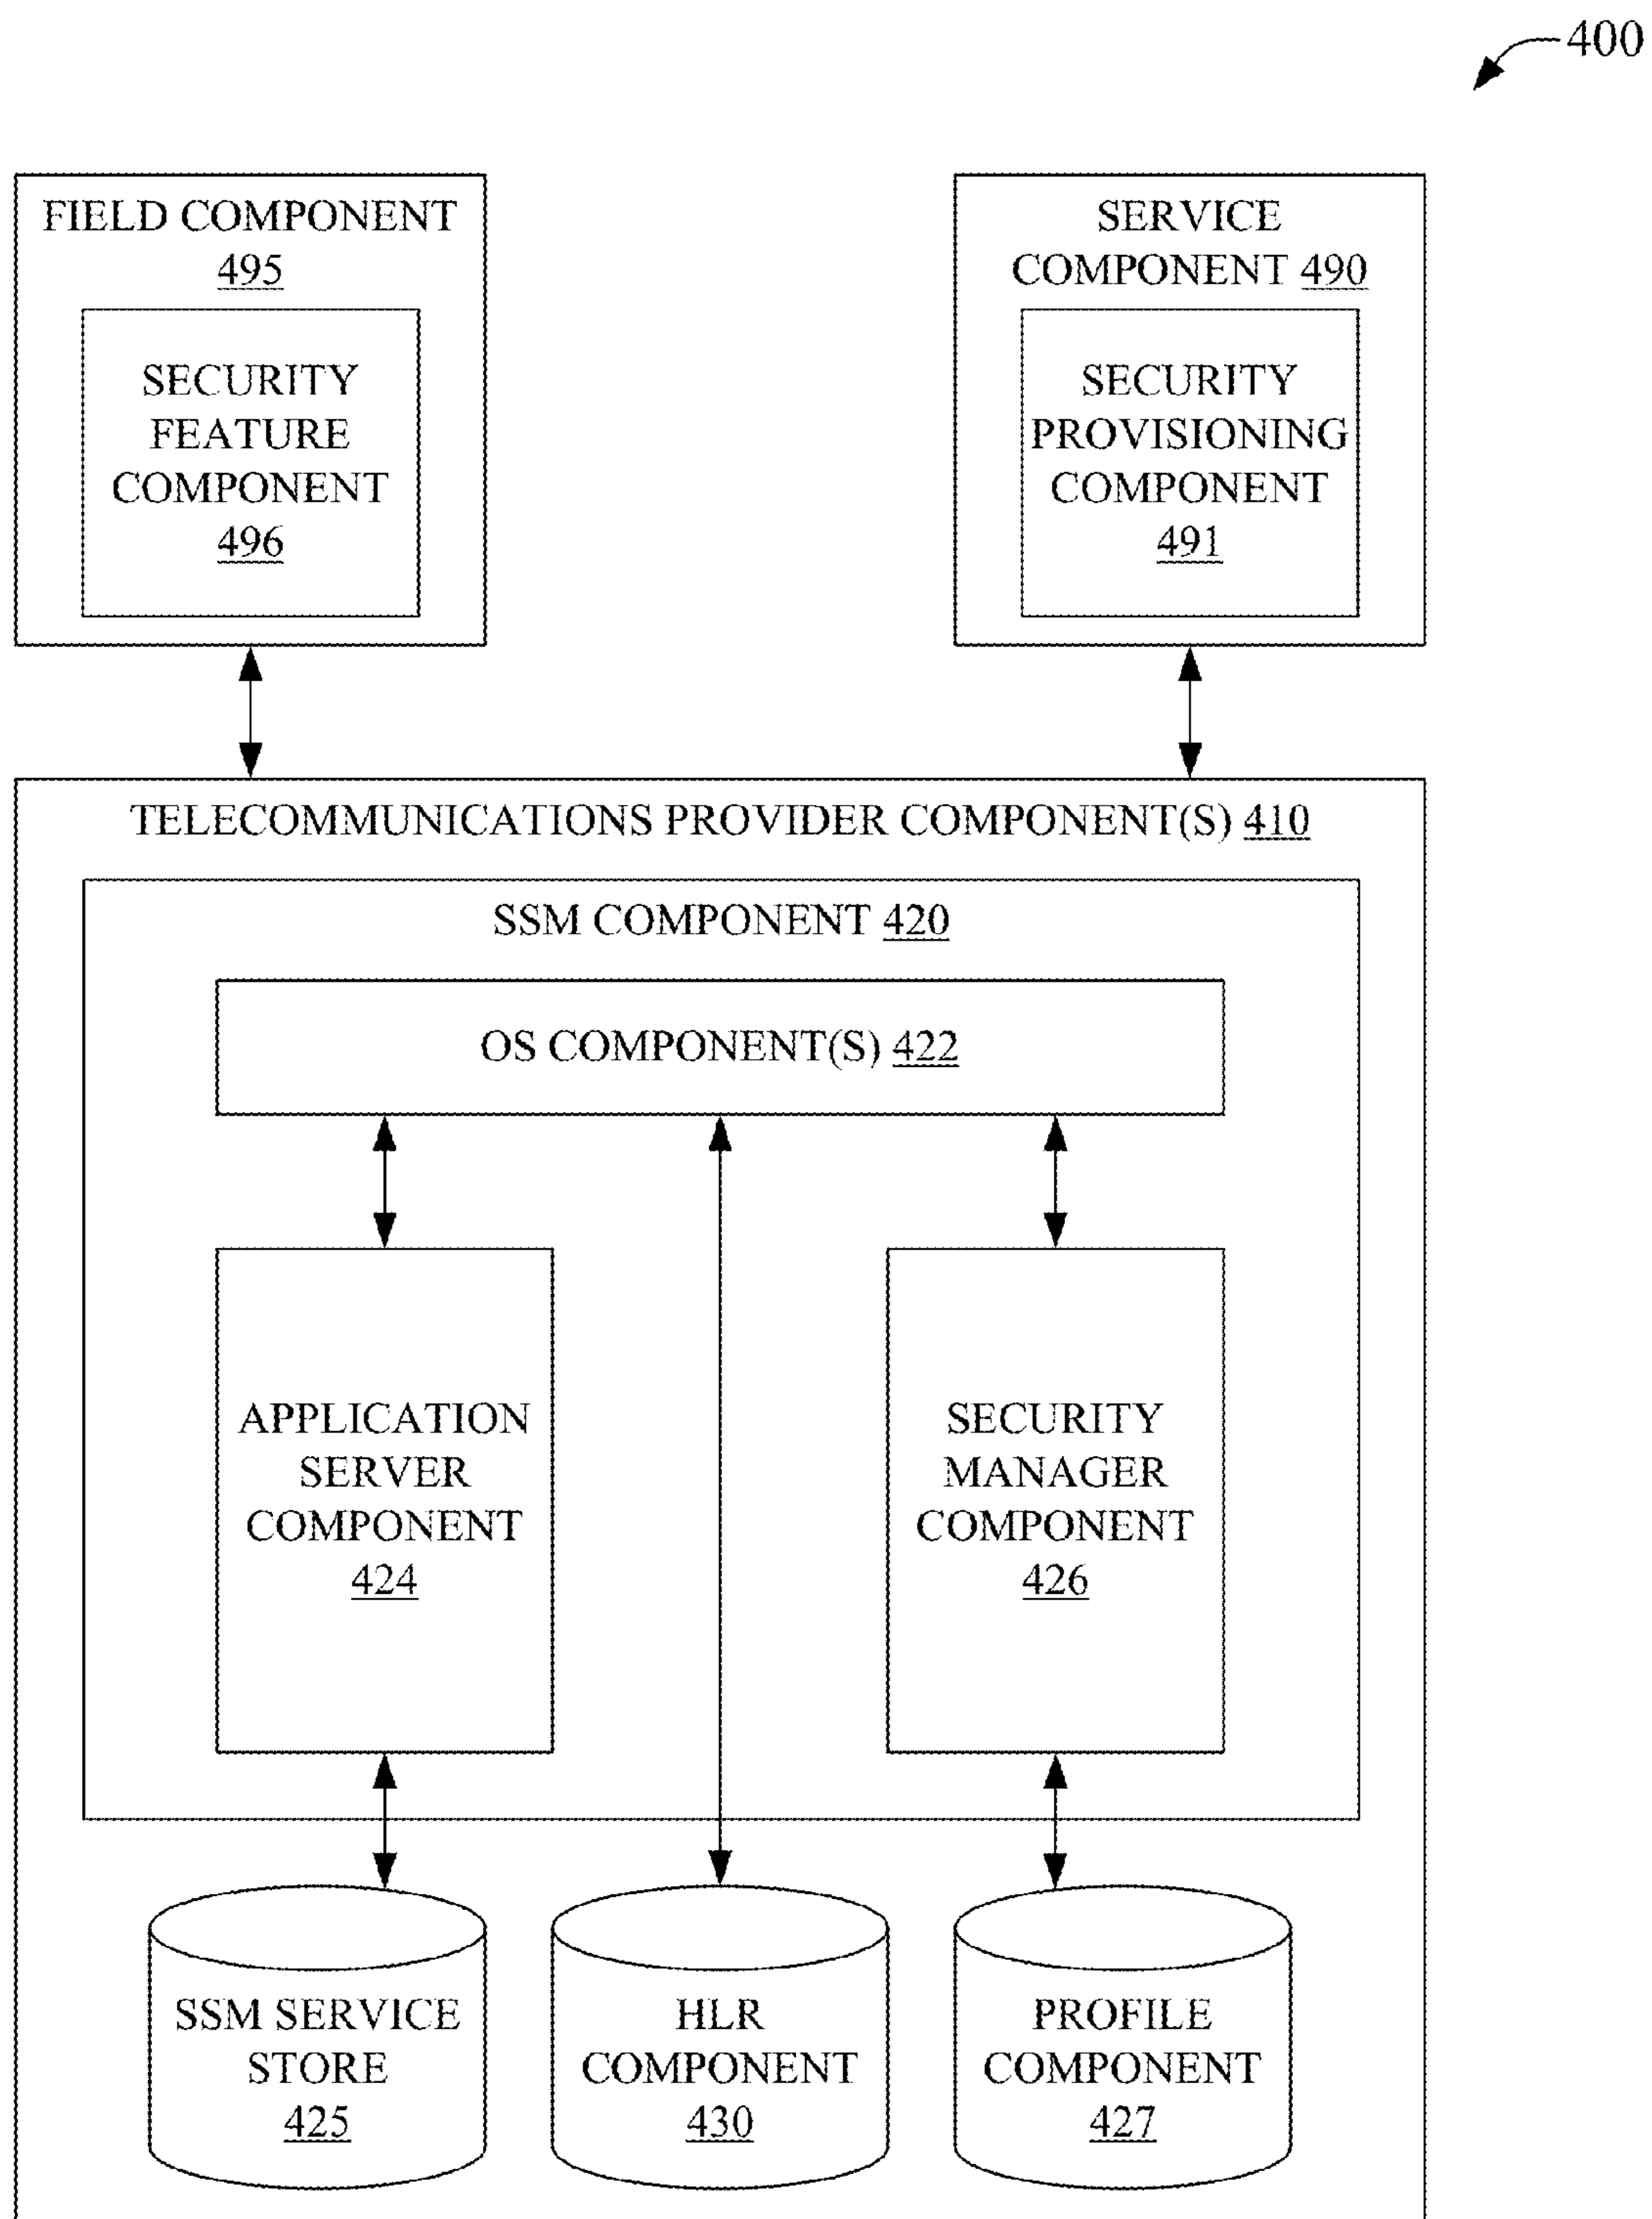 400
FIELD COMPONENT
495
SECURITY
FEATURE
COMPONENT
496
SERVICE
COMPONENT 490
SECURITY
PROVISIONING
COMPONENT
491
TELECOMMUNICATIONS PROVIDER COMPONENT(S) 410
SSM COMPONENT 420
OS COMPONENT(S) 422
APPLICATION
SERVER
COMPONENT
424
SECURITY
MANAGER
COMPONENT
426
SSM SERVICE
STORE
425
HLR
COMPONENT
430
PROFILE
COMPONENT
427